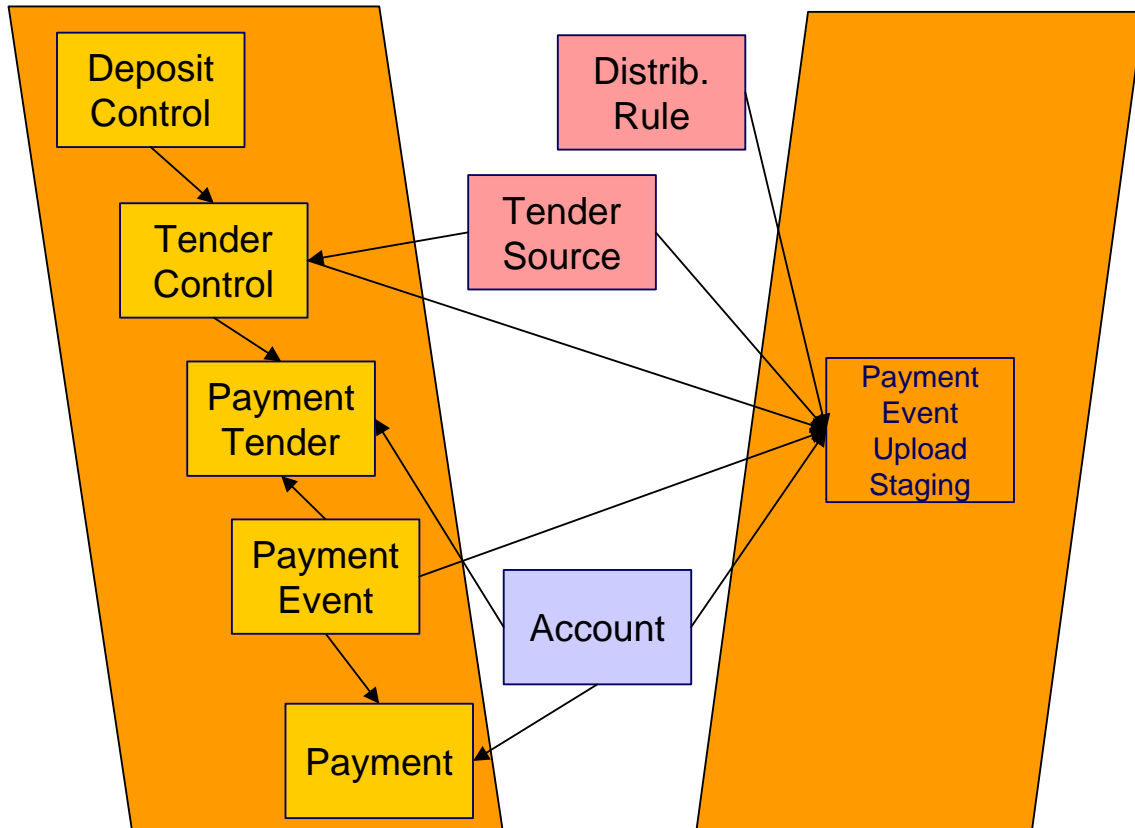 Deposit
Control
Distrib.
Rule
Tender
Source
Tender
Control
Payment
Tender
Payment
Event
Upload
Staging
Payment
Event
Account
Payment